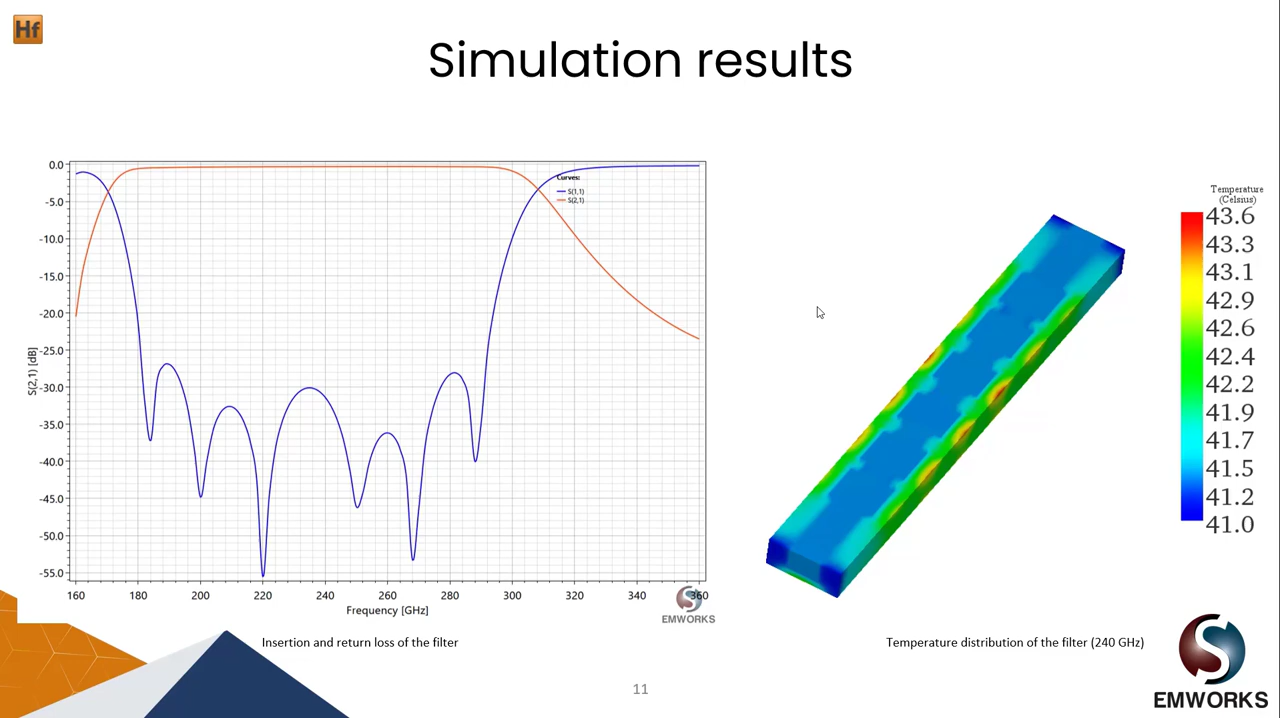 Hf
Simulation results
0.0
-5.0
-10.0
-15.0
-20.0
-25.0
-30.0
-35.0
-40.0
-45.0
-50.0
-55.0
S(2,1) [dB]
Curves:
S(1,1)
S(2,1)
160 180 200 220 240 260 280 300 320 340 360
Frequency [GHz]
EMWORKS
Insertion and return loss of the filter
Temperature
(Celsius)
43.6
43.3
43.1
42.9
42.6
42.4
42.2
41.9
41.7
41.5
41.2
41.0
Temperature distribution of the filter (240 GHz)
11
EMWORKS